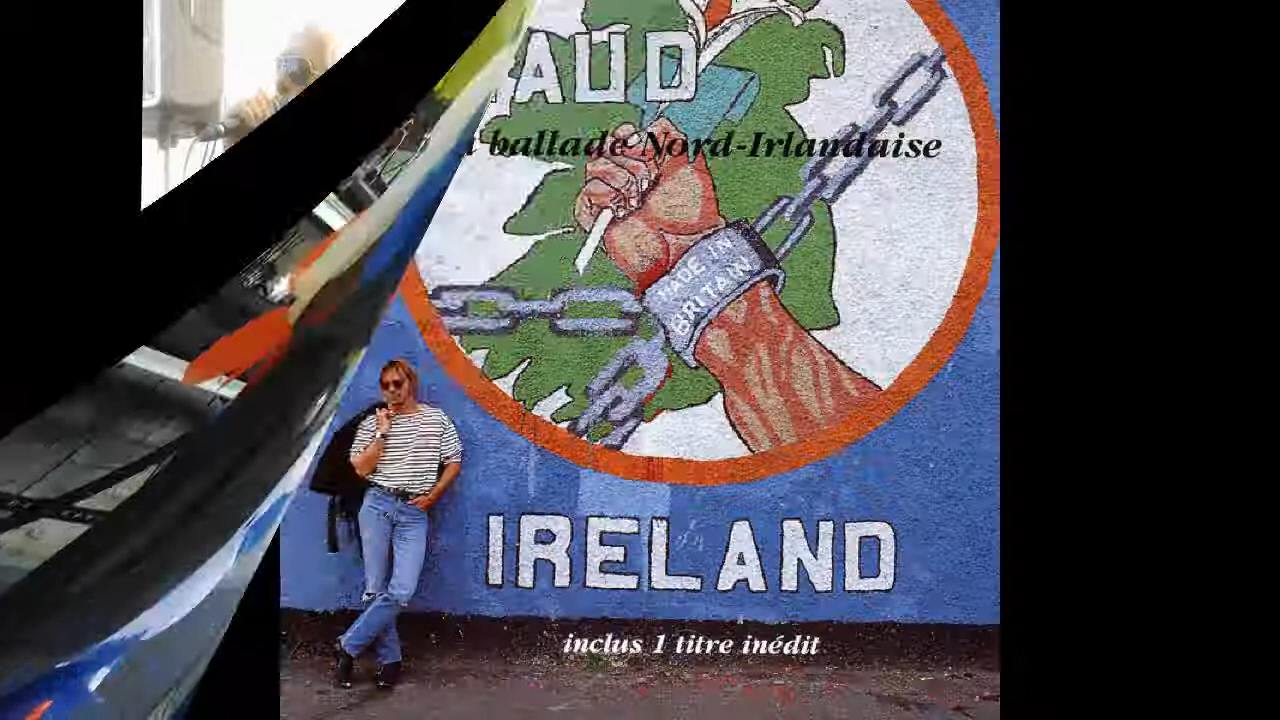 AUD
ballade Nord-Irlandaise
MADE IN
BRITAIN
IRELAND
inclus 1 titre inédit